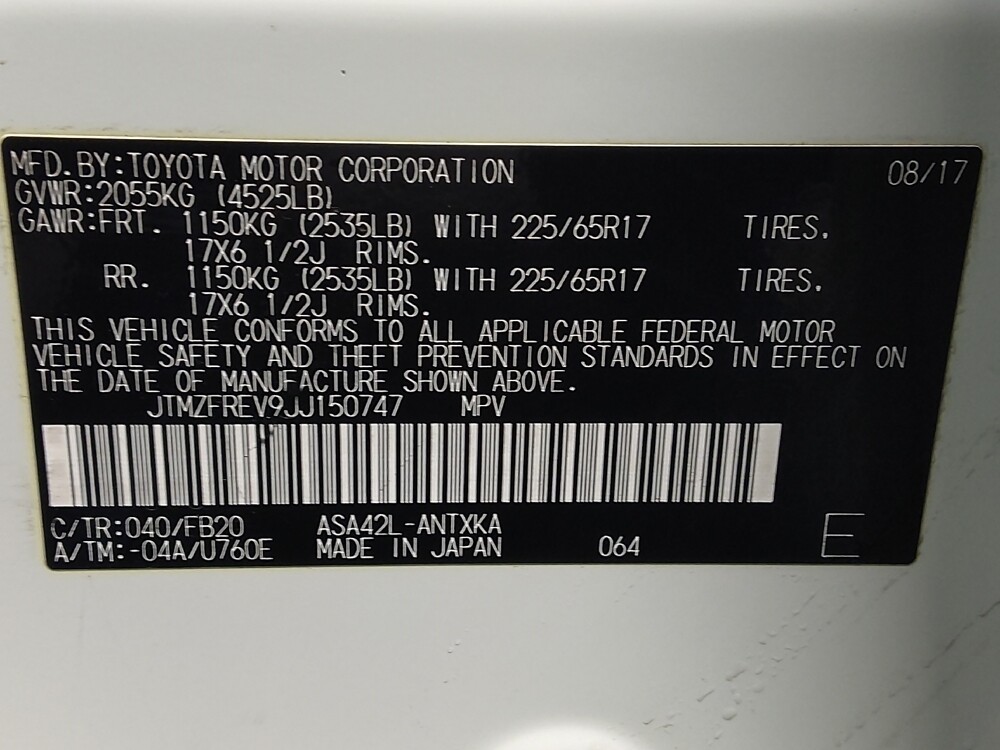 MFD.BY:TOYOTA MOTOR CORPORATION 08/17
GVWR:2055KG (4525LB)
GAWR:FRT. 1150KG (2535LB) WITH 225/65R17 TIRES.
17X6 1/2J RIMS.
RR. 1150KG (2535LB) WITH 225/65R17 TIRES.
17X6 1/2J RIMS.
THIS VEHICLE CONFORMS TO ALL APPLICABLE FEDERAL MOTOR
VEHICLE SAFETY AND THEFT PREVENTION STANDARDS IN EFFECT ON
THE DATE OF MANUFACTURE SHOWN ABOVE.
JTMZFREV9JJ150747 MPV
C/TR:040/FB20 ASA42L-ANTXKA
A/TM:-04A/U760E MADE IN JAPAN 064 E